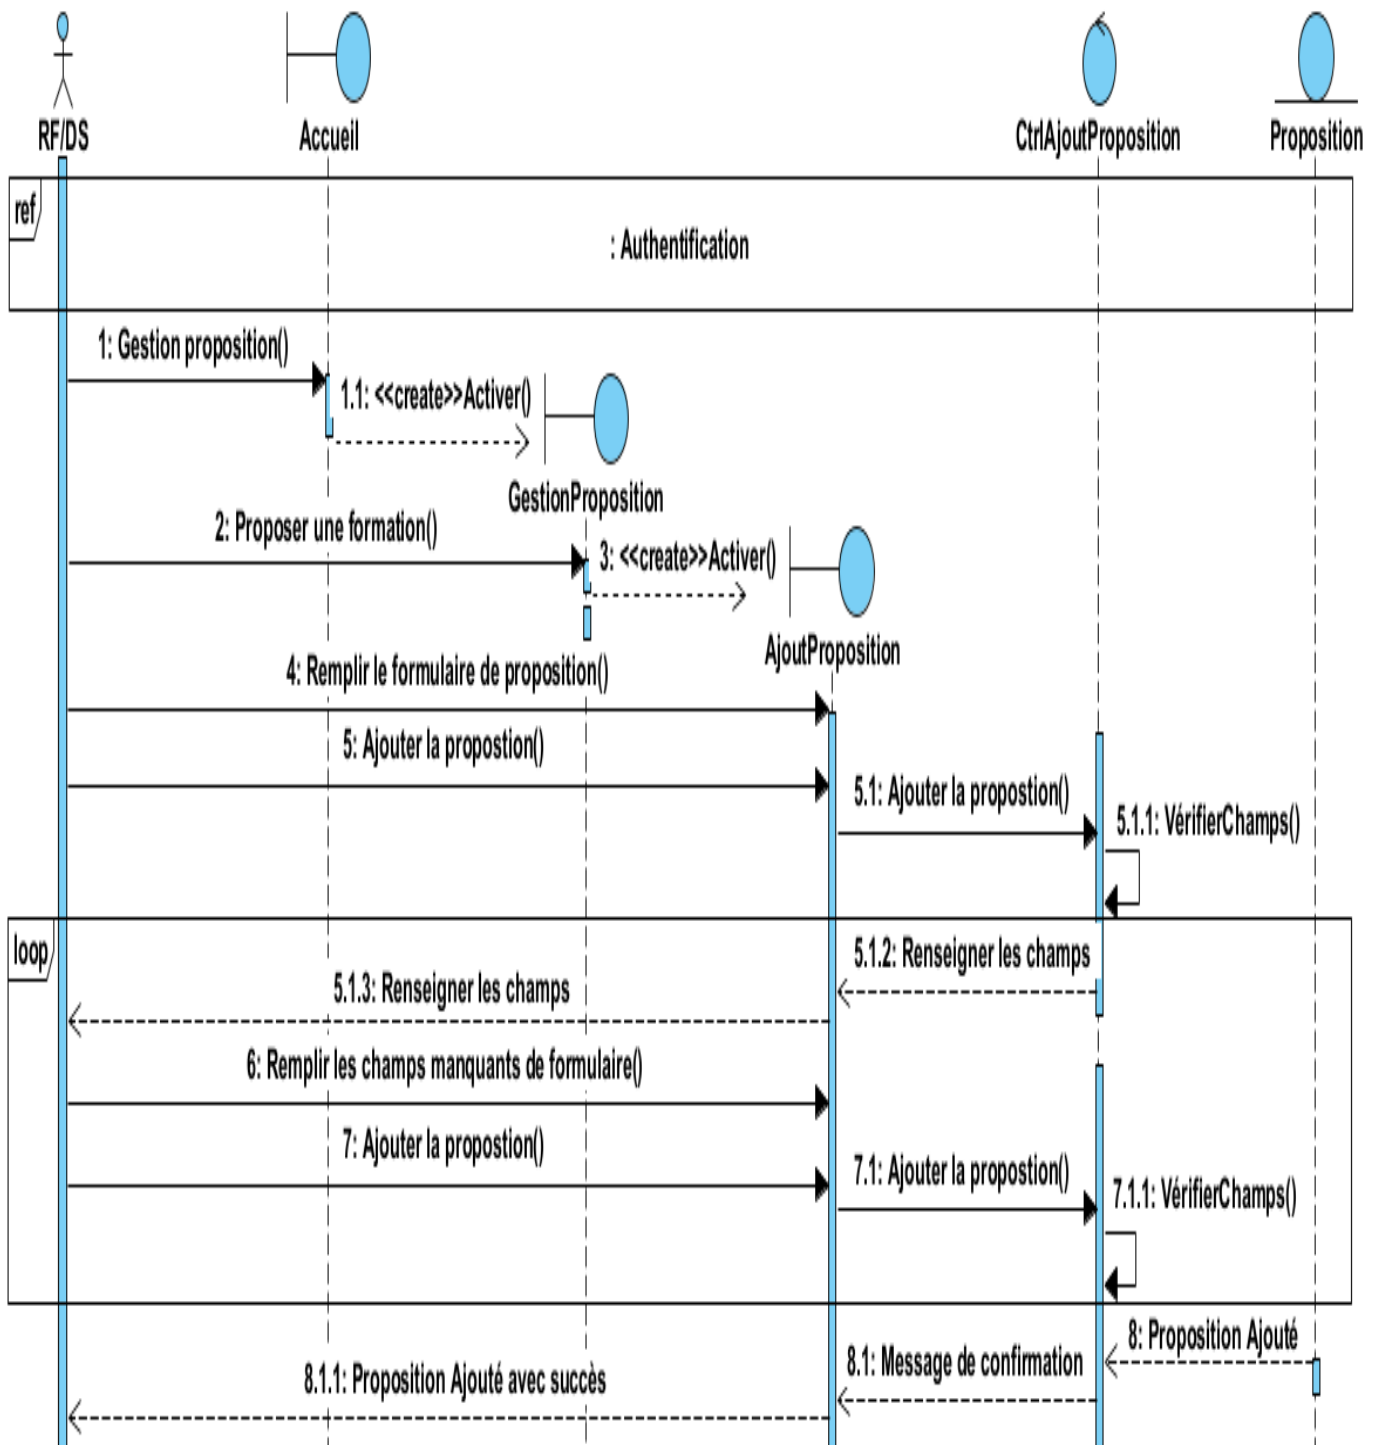 RF/DS
Accueil
CtrlAjoutProposition
Proposition
ref
: Authentification
1: Gestion proposition()
1.1: <<create>>Activer()
GestionProposition
2: Proposer une formation()
3: <<create>>Activer()
AjoutProposition
4: Remplir le formulaire de proposition()
5: Ajouter la propostion()
5.1: Ajouter la propostion()
5.1.1: VérifierChamps()
loop
5.1.2: Renseigner les champs
5.1.3: Renseigner les champs
6: Remplir les champs manquants de formulaire()
7: Ajouter la propostion()
7.1: Ajouter la propostion()
7.1.1: VérifierChamps()
8: Proposition Ajouté
8.1: Message de confirmation
8.1.1: Proposition Ajouté avec succès